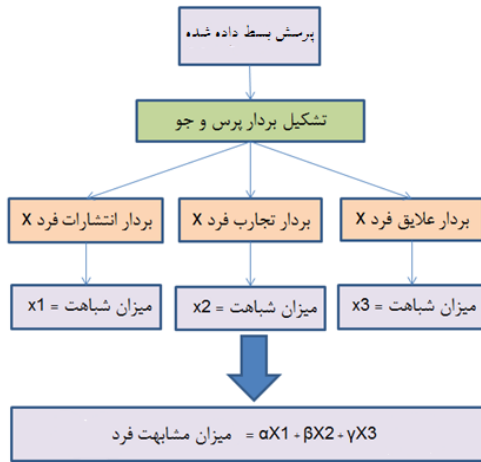 پرسش بسط داده شده
تشکیل بردار پرس و جو
بردار علایق فرد X
بردار تجارب فرد X
بردار انتشارات فرد X
میزان شباهت = x3
میزان شباهت = x2
میزان شباهت = x1
میزان مشابهت فرد = αX1 + βX2 + γX3